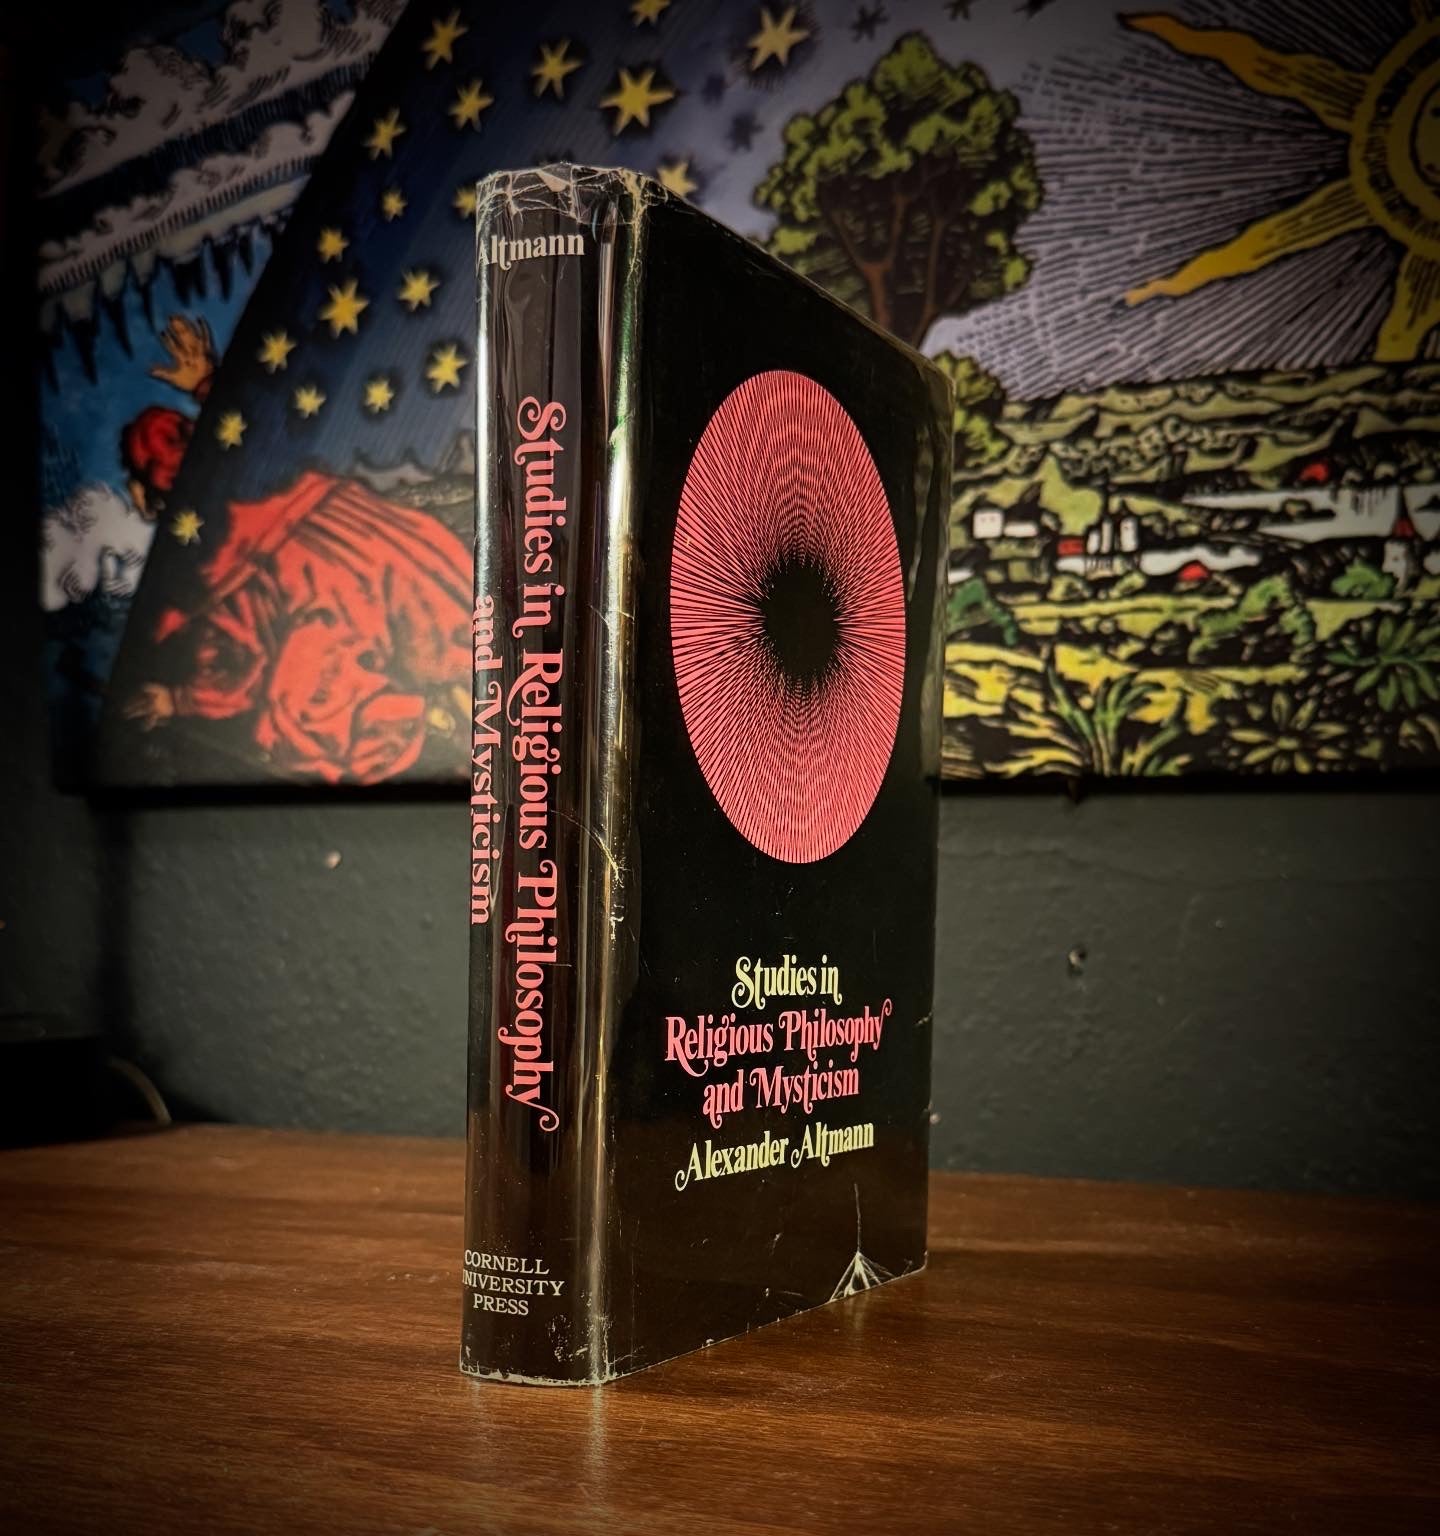 Altmann
Studies in Religious Philosophy
and Mysticism
CORNELL
UNIVERSITY
PRESS
Studies in
Religious Philosophy
and Mysticism
Alexander Altmann